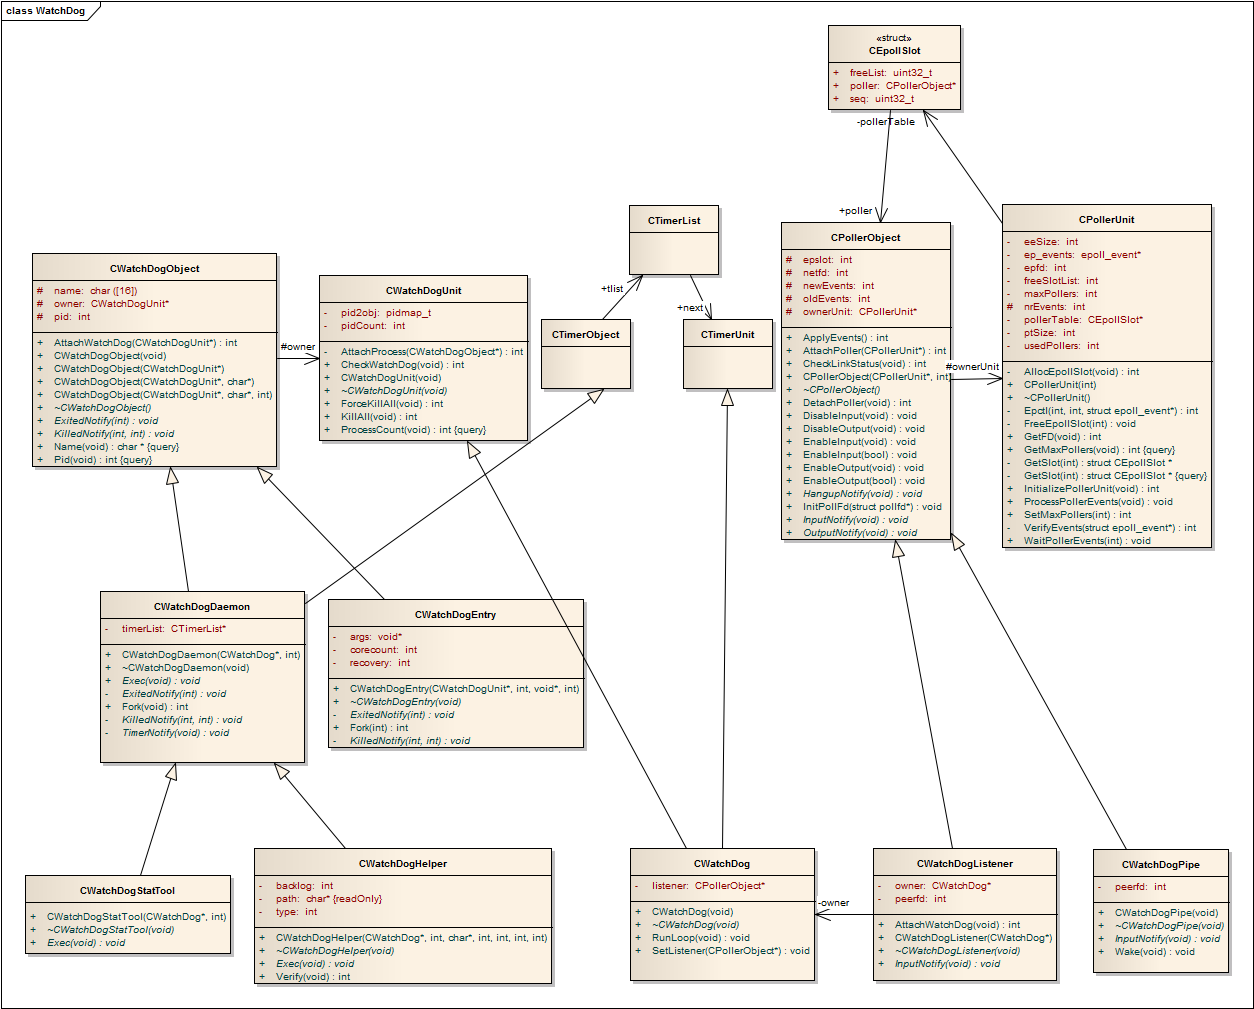 class WatchDog
«struct»
CEpollSlot
+ freeList: uint32_t
+ poller: CPollerObject*
+ seq: uint32_t
-pollerTable
+poller
CTimerList
+tlist
+next
CTimerObject
CTimerUnit
CPollerObject
# epslot: int
# netfd: int
# newEvents: int
# oldEvents: int
# ownerUnit: CPollerUnit*
+ ApplyEvents() : int
+ AttachPoller(CPollerUnit*) : int
+ CheckLinkStatus(void) : int
+ CPollerObject(CPollerUnit*, int)
+ ~CPollerObject()
+ DetachPoller(void) : int
+ DisableInput(void) : void
+ DisableOutput(void) : void
+ EnableInput(void) : void
+ EnableInput(bool) : void
+ EnableOutput(void) : void
+ EnableOutput(bool) : void
+ HangupNotify(void) : void
+ InitPollFd(struct pollfd*) : void
+ InputNotify(void) : void
+ OutputNotify(void) : void
#ownerUnit
CPollerUnit
- eeSize: int
- ep_events: epoll_event*
- epfd: int
- freeSlotList: int
- maxPollers: int
# nrEvents: int
- pollerTable: CEpollSlot*
- ptSize: int
- usedPollers: int
- AllocEpollSlot(void) : int
+ CPollerUnit(int)
+ ~CPollerUnit()
+ Epctl(int, int, struct epoll_event*) : int
- FreeEpollSlot(int) : void
+ GetFD(void) : int
+ GetMaxPollers(void) : int {query}
- GetSlot(int) : struct CEpollSlot *
- GetSlot(int) : struct CEpollSlot * {query}
+ InitializePollerUnit(void) : int
+ ProcessPollerEvents(void) : void
+ SetMaxPollers(int) : int
- VerifyEvents(struct epoll_event*) : int
+ WaitPollerEvents(int) : void
CWatchDogObject
# name: char ([16])
# owner: CWatchDogUnit*
# pid: int
+ AttachWatchDog(CWatchDogUnit*) : int
+ CWatchDogObject(void)
+ CWatchDogObject(CWatchDogUnit*)
+ CWatchDogObject(CWatchDogUnit*, char*)
+ CWatchDogObject(CWatchDogUnit*, char*, int)
+ ~CWatchDogObject()
+ ExitedNotify(int) : void
+ KilledNotify(int, int) : void
+ Name(void) : char * {query}
+ Pid(void) : int {query}
#owner
CWatchDogUnit
- pid2obj: pidmap_t
- pidCount: int
- AttachProcess(CWatchDogObject*) : int
+ CheckWatchDog(void) : int
+ CWatchDogUnit(void)
+ ~CWatchDogUnit(void)
+ ForceKillAll(void) : int
+ KillAll(void) : int
+ ProcessCount(void) : int {query}
CWatchDogDaemon
- timerList: CTimerList*
+ CWatchDogDaemon(CWatchDog*, int)
+ ~CWatchDogDaemon(void)
+ Exec(void) : void
- ExitedNotify(int) : void
+ Fork(void) : int
- KilledNotify(int, int) : void
- TimerNotify(void) : void
CWatchDogEntry
- args: void*
- corecount: int
- recovery: int
+ CWatchDogEntry(CWatchDogUnit*, int, void*, int)
+ ~CWatchDogEntry(void)
- ExitedNotify(int) : void
+ Fork(int) : int
- KilledNotify(int, int) : void
CWatchDogStatTool
+ CWatchDogStatTool(CWatchDog*, int)
+ ~CWatchDogStatTool(void)
+ Exec(void) : void
CWatchDogHelper
- backlog: int
- path: char* {readOnly}
- type: int
+ CWatchDogHelper(CWatchDog*, int, char*, int, int, int, int)
+ ~CWatchDogHelper(void)
+ Exec(void) : void
+ Verify(void) : int
CWatchDog
- listener: CPollerObject*
+ CWatchDog(void)
+ ~CWatchDog(void)
+ RunLoop(void) : void
+ SetListener(CPollerObject*) : void
-owner
CWatchDogListener
- owner: CWatchDog*
- peerfd: int
+ AttachWatchDog(void) : int
+ CWatchDogListener(CWatchDog*)
+ ~CWatchDogListener(void)
+ InputNotify(void) : void
CWatchDogPipe
- peerfd: int
+ CWatchDogPipe(void)
+ ~CWatchDogPipe(void)
+ InputNotify(void) : void
+ Wake(void) : void